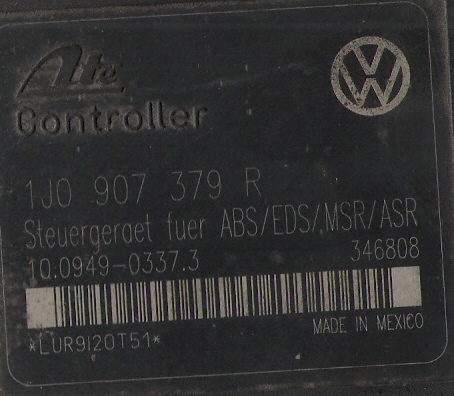 Ate
VW
Controller
1J0 907 379 R
Steuergeraet fuer ABS/EDS/MSR/ASR
10.0949-0337.3 346808
MADE IN MEXICO
*LUR9I20T51*